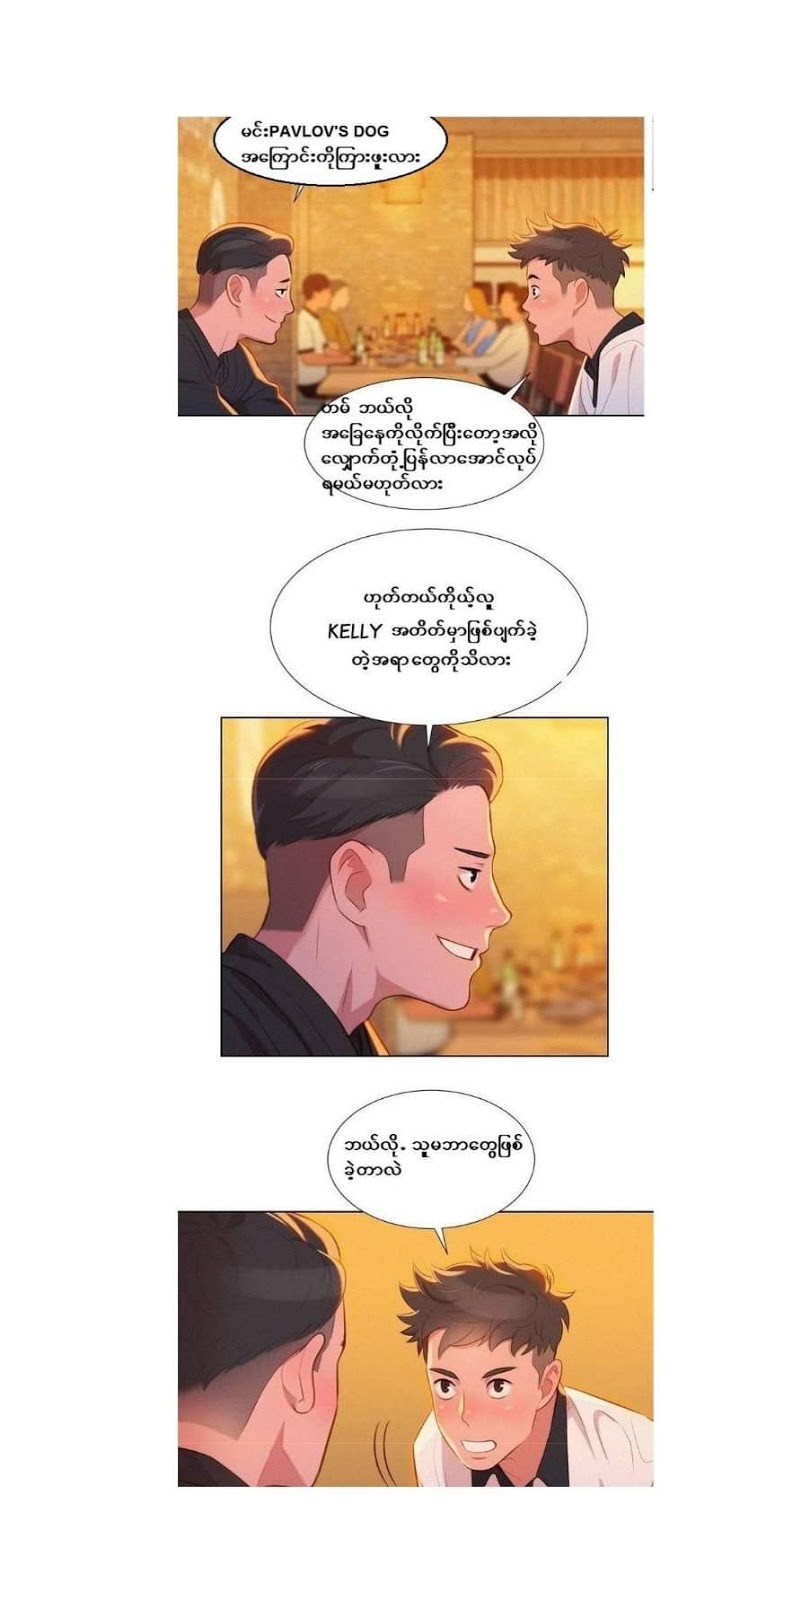 မင်းPAVLOV'S DOG
အကြောင်းကိုကြားဖူးလား
ဟမ် ဘယ်လို
အခြေနေကိုလိုက်ပြီးတော့အလို
လျှောက်တုံ့ပြန်လာအောင်လုပ်
ရမယ်မဟုတ်လား
ဟုတ်တယ်ကိုယ့်လူ
KELLY အတိတ်မှာဖြစ်ပျက်ခဲ့
တဲ့အရာတွေကိုသိလား
ဘယ်လို. သူမဘာတွေဖြစ်
ခဲ့တာလဲ